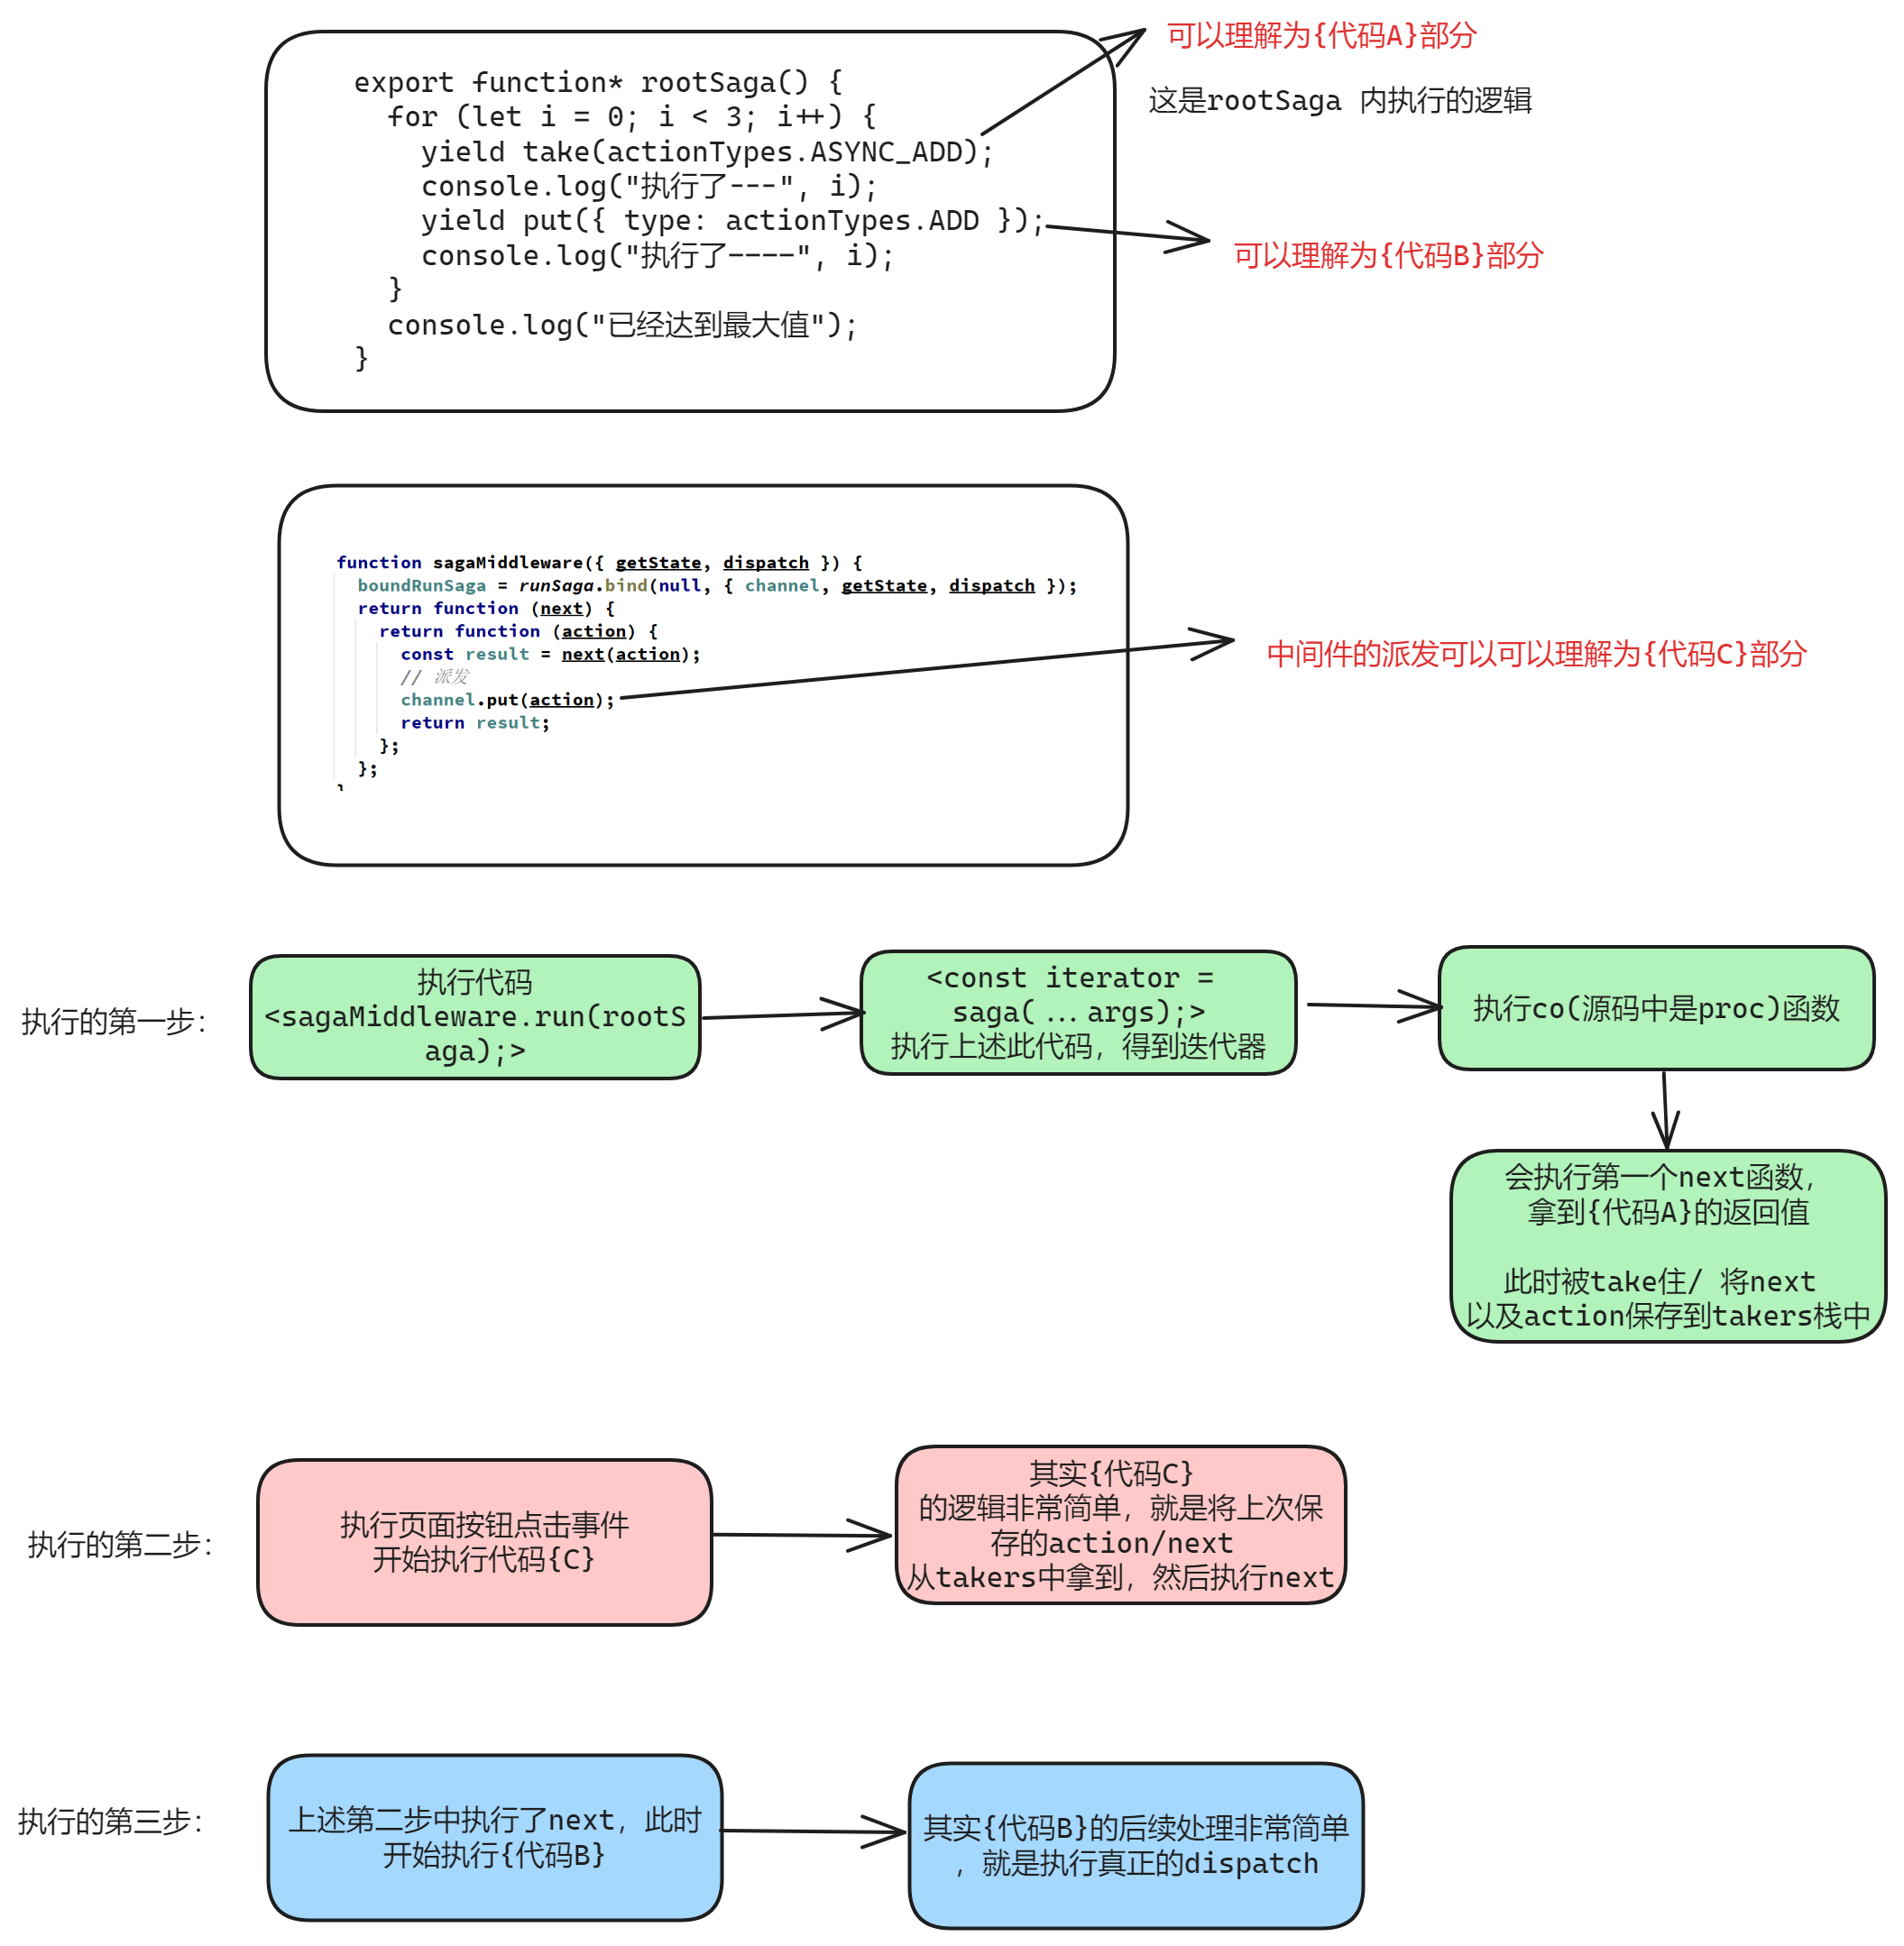 可以理解为{代码A}部分
这是rootSaga 内执行的逻辑
export function* rootSaga() {
for (let i = 0; i < 3; i++) {
yield take(actionTypes.ASYNC_ADD);
console.log("执行了---", i);
yield put({ type: actionTypes.ADD });
console.log("执行了----", i);
}
console.log("已经达到最大值");
}
可以理解为{代码B}部分
function sagaMiddleware({ getState, dispatch }) {
boundRunSaga = runSaga.bind(null, { channel, getState, dispatch });
return function (next) {
return function (action) {
const result = next(action);
// 派发
channel.put(action);
return result;
};
};
}
中间件的派发可以可以理解为{代码C}部分
执行的第一步:
执行代码
<sagaMiddleware.run(rootS
aga);>
<const iterator =
saga(...args);>
执行上述此代码, 得到迭代器
执行co(源码中是proc)函数
会执行第一个next函数,
拿到{代码A}的返回值
此时被take住/ 将next
以及action保存到takers栈中
执行的第二步:
执行页面按钮点击事件
开始执行代码{C}
其实{代码C}
的逻辑非常简单, 就是将上次保
存的action/next
从takers中拿到, 然后执行next
执行的第三步:
上述第二步中执行了next, 此时
开始执行{代码B}
其实{代码B}的后续处理非常简单
, 就是执行真正的dispatch